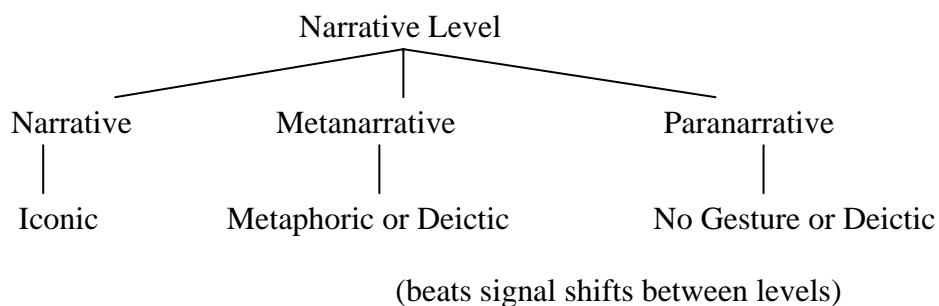 Narrative Level
Narrative Metanarrative Paranarrative
Iconic Metaphoric or Deictic No Gesture or Deictic
(beats signal shifts between levels)